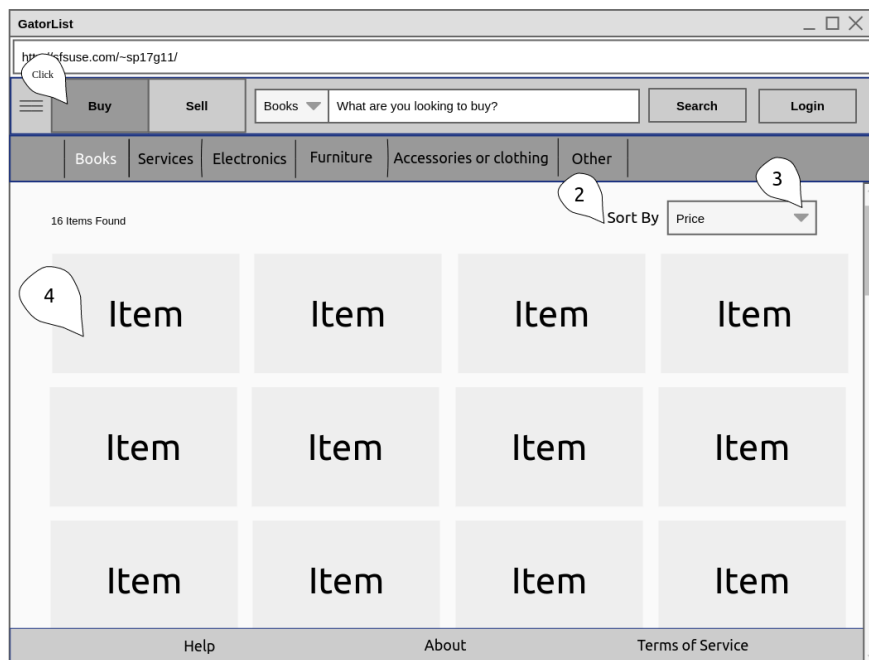 GatorList
sfsuse.com/~sp17g11/
Click
Buy Sell Books What are you looking to buy? Search Login
Books Services Electronics Furniture Accessories or clothing Other
2
3
16 Items Found Sort By Price
4
Item Item Item Item
Item Item Item Item
Item Item Item Item
Help About Terms of Service